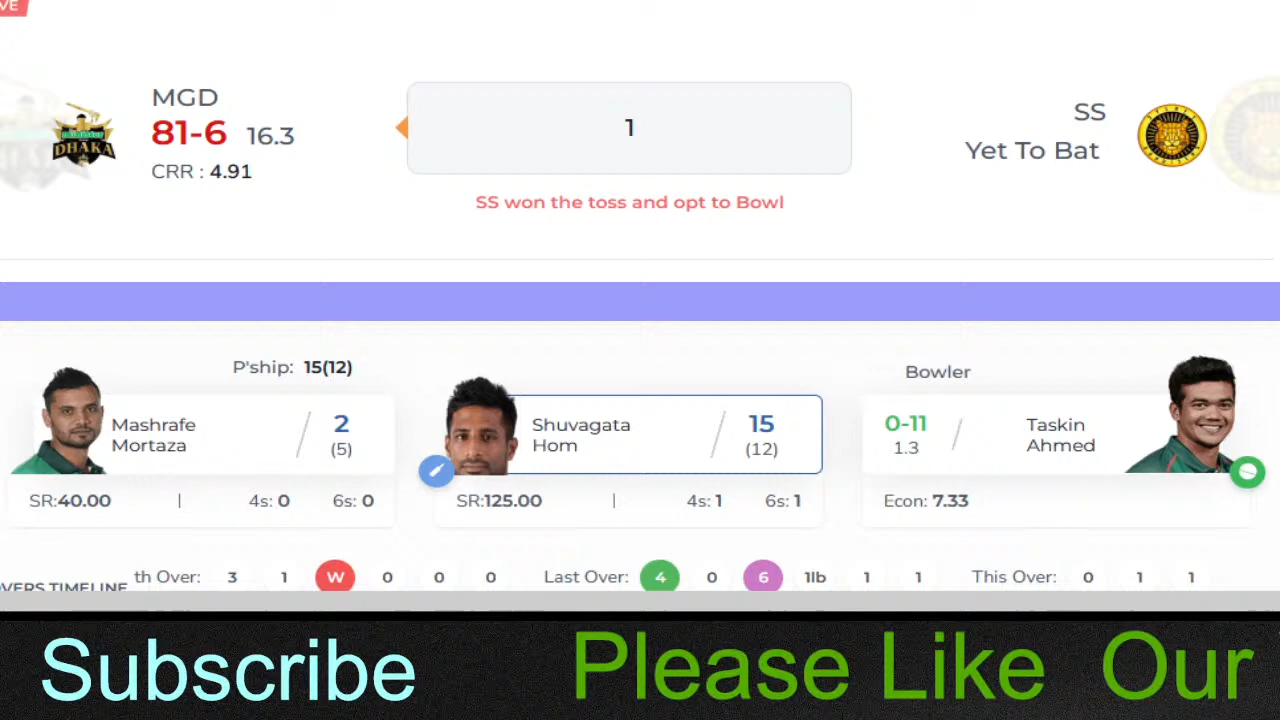 VE
MGD
81-6 16.3
CRR : 4.91
DHAKA
1
SS
Yet To Bat
SS won the toss and opt to Bowl
P'ship: 15(12)
Mashrafe Mortaza
2
(5)
SR:40.00 | 4s: 0 6s: 0
Shuvagata Hom
15
(12)
SR:125.00 | 4s: 1 6s: 1
Bowler
0-11
1.3
Taskin Ahmed
Econ: 7.33
OVERS TIMELINE
th Over: 3 1 W 0 0 0
Last Over: 4 0 6 1lb 1 1
This Over: 0 1 1
Subscribe Please Like Our